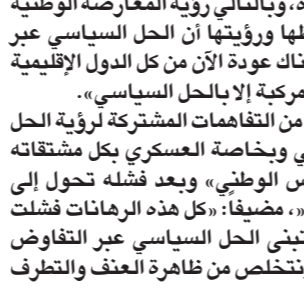 ه، وبالتالي رؤية المعارضة الوطنية
لها ورؤيتها أن الحل السياسي عبر
ناك عودة الآن من كل الدول الإقليمية
مركبة إلا بالحل السياسي».
من التفاهمات المشتركة لرؤية الحل
ي وبخاصة العسكري بكل مشتقاته
س الوطني» وبعد فشله تحول إلى
«، مضيفاً: «كل هذه الرهانات فشلت
تبنى الحل السياسي عبر التفاوض
نتخلص من ظاهرة العنف والتطرف